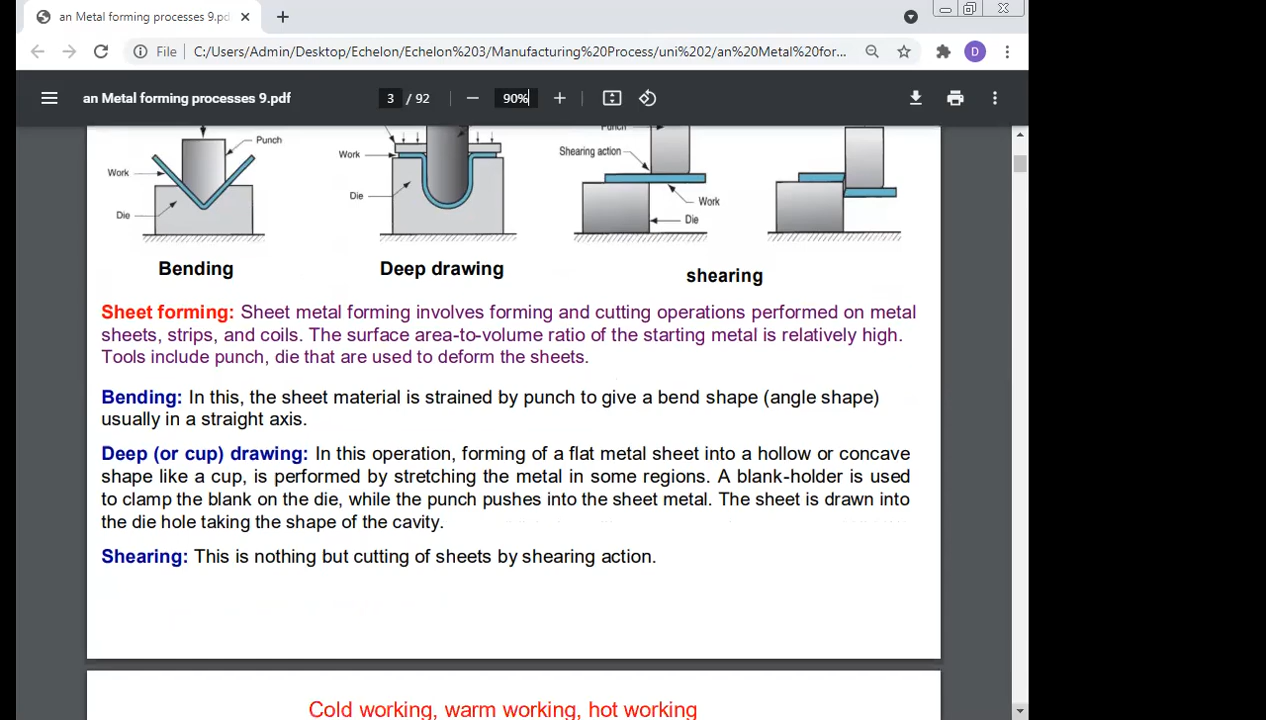 an Metal forming processes 9.pd
File
C:/Users/Admin/Desktop/Echelon/Echelon%203/Manufacturing%20Process/uni%202/an%20Metal%20for...
D
an Metal forming processes 9.pdf
3 / 92
90%
Punch
Work
Die
Work
Die
Shearing action
Work
Die
Bending
Deep drawing
shearing
Sheet forming: Sheet metal forming involves forming and cutting operations performed on metal
sheets, strips, and coils. The surface area-to-volume ratio of the starting metal is relatively high.
Tools include punch, die that are used to deform the sheets.
Bending: In this, the sheet material is strained by punch to give a bend shape (angle shape)
usually in a straight axis.
Deep (or cup) drawing: In this operation, forming of a flat metal sheet into a hollow or concave
shape like a cup, is performed by stretching the metal in some regions. A blank-holder is used
to clamp the blank on the die, while the punch pushes into the sheet metal. The sheet is drawn into
the die hole taking the shape of the cavity.
Shearing: This is nothing but cutting of sheets by shearing action.
Cold working, warm working, hot working